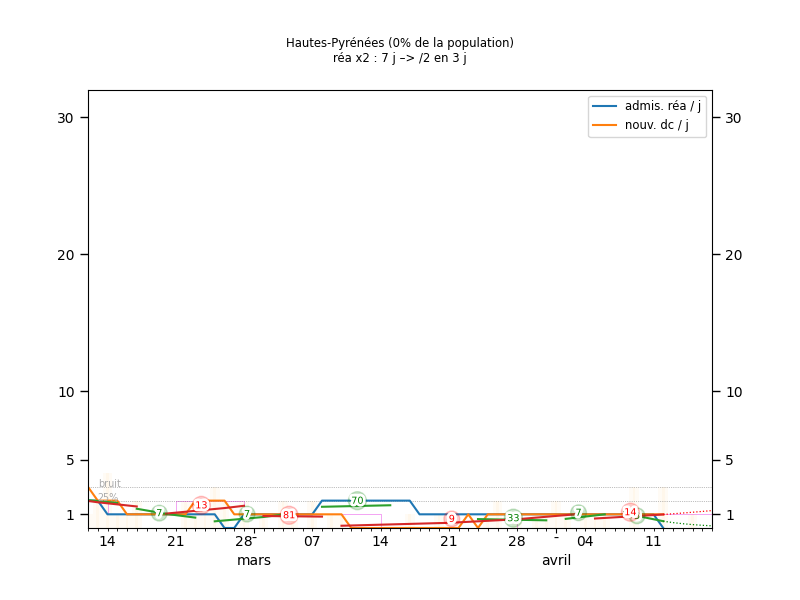 Hautes-Pyrénées (0% de la population)
réa x2 : 7 j –> /2 en 3 j
admis. réa / j
nouv. dc / j
30 30
20 20
10 10
5 5
1 1
bruit
25%
7 13 7 81 70 9 33 7 14
14 21 28 - 07 14 21 28 - 04 11
mars avril